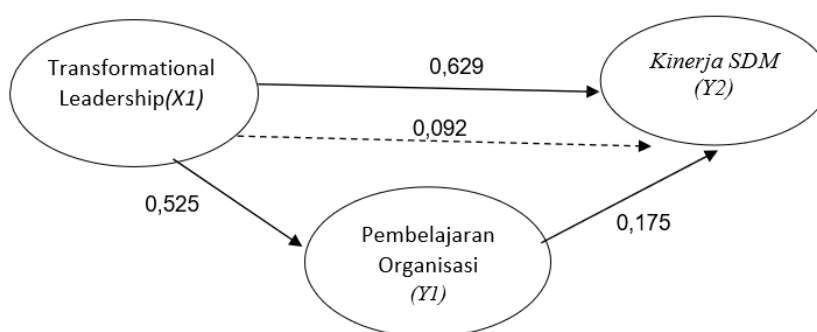 Transformational
Leadership(X1)
0,629
Kinerja SDM
(Y2)
0,092
0,525
0,175
Pembelajaran
Organisasi
(Y1)